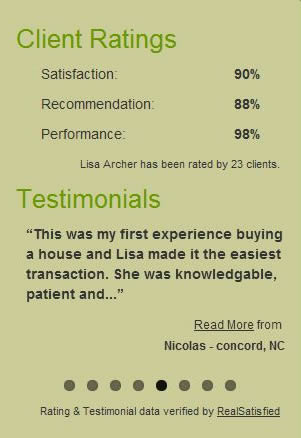 Client Ratings
Satisfaction: 90%
Recommendation: 88%
Performance: 98%
Lisa Archer has been rated by 23 clients.
Testimonials
“This was my first experience buying
a house and Lisa made it the easiest
transaction. She was knowledgable,
patient and...”
Read More from
Nicolas - concord, NC
Rating & Testimonial data verified by RealSatisfied